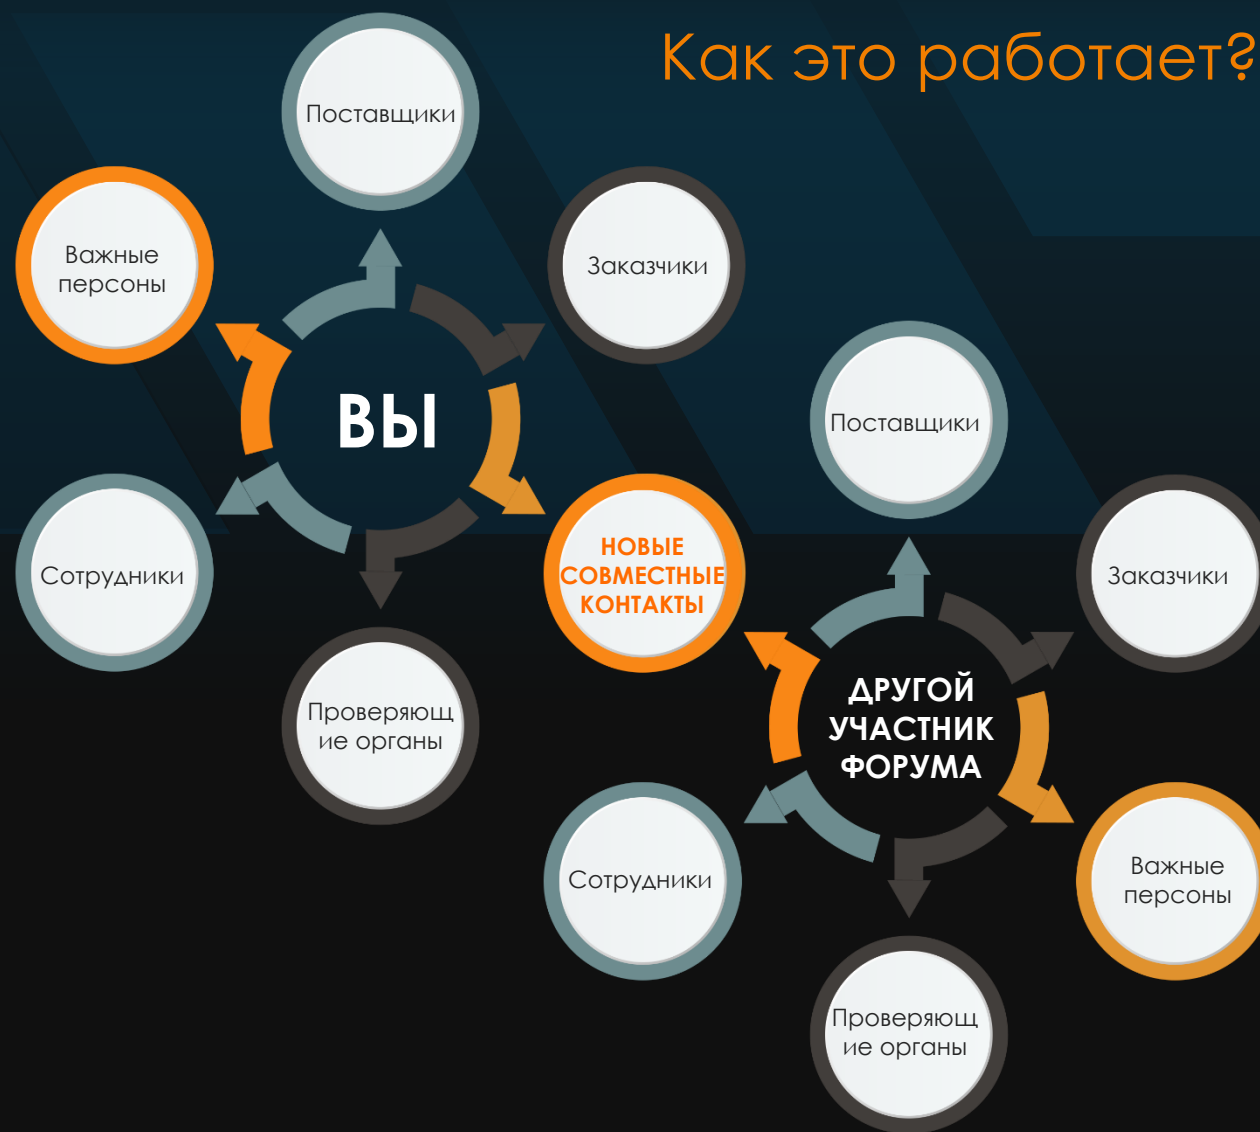 Как это работает?
Поставщики
Важные
персоны
Заказчики
ВЫ
Сотрудники
НОВЫЕ
СОВМЕСТНЫЕ
КОНТАКТЫ
Проверяющ
ие органы
Поставщики
Заказчики
ДРУГОЙ
УЧАСТНИК
ФОРУМА
Сотрудники
Важные
персоны
Проверяющ
ие органы